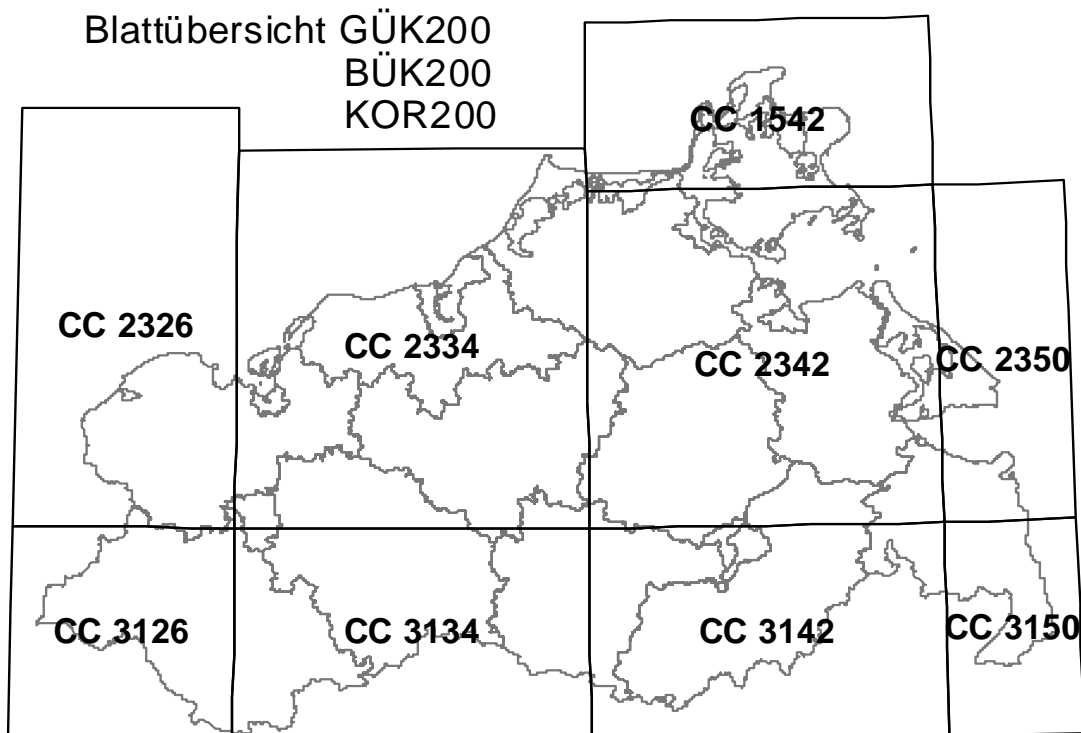 Blattübersicht GÜK200
BÜK200
KOR200
CC 1542
CC 2326
CC 2334
CC 2342
CC 2350
CC 3126
CC 3134
CC 3142
CC 3150